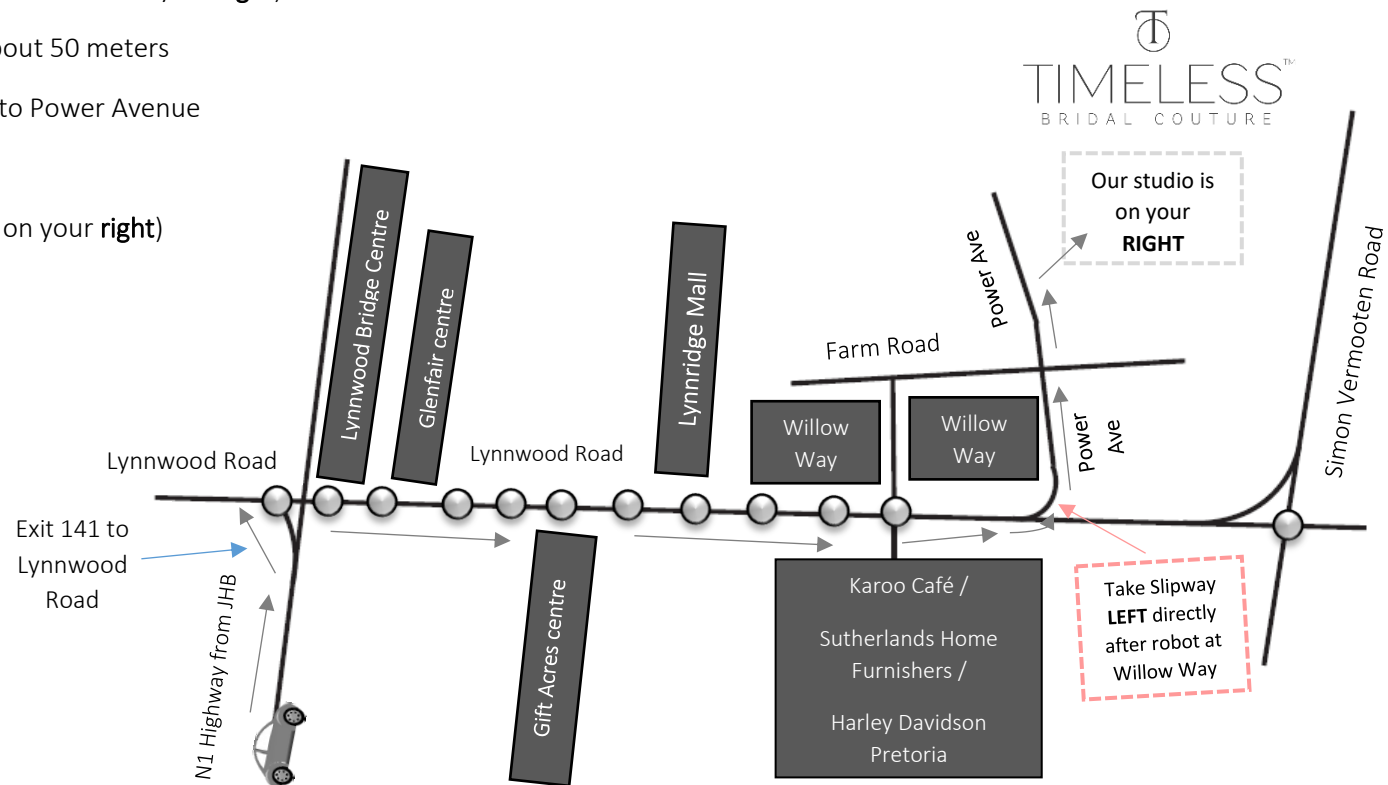 bout 50 meters
to Power Avenue
on your right)
T
TIMELESS™
BRIDAL COUTURE
Our studio is
on your
RIGHT
Lynnwood Bridge Centre
Glenfair centre
Lynnridge Mall
Power Ave
Farm Road
Simon Vermooten Road
Willow
Way
Willow
Way
Power
Ave
Lynnwood Road
Lynnwood Road
Exit 141 to
Lynnwood
Road
N1 Highway from JHB
Gift Acres centre
Karoo Café /
Sutherlands Home
Furnishers /
Harley Davidson
Pretoria
Take Slipway
LEFT directly
after robot at
Willow Way